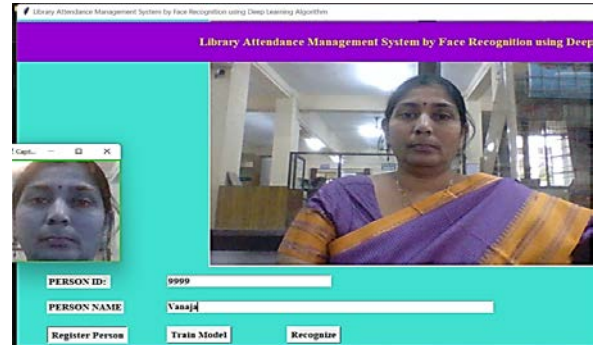 Library Attendance Management System by Face Recognition using Deep Learning Algorithm
Library Attendance Management System by Face Recognition using Deep
Capt...
PERSON ID:
9999
PERSON NAME
Vanaja
Register Person
Train Model
Recognize